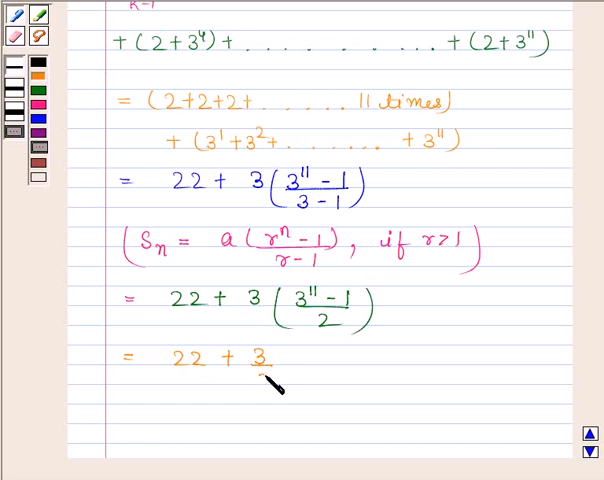 k=1
+ (2+3⁴) + . . . . . . . . . + (2+3¹¹)
= (2+2+2+ . . . . . . 11 times)
+ (3¹+3²+ . . . . . . + 3¹¹)
= 22 + 3 ( (3¹¹ - 1) / (3 - 1) )
( Sₙ = a (rⁿ - 1) / (r - 1) , if r>1 )
= 22 + 3 ( (3¹¹ - 1) / 2 )
= 22 + 3